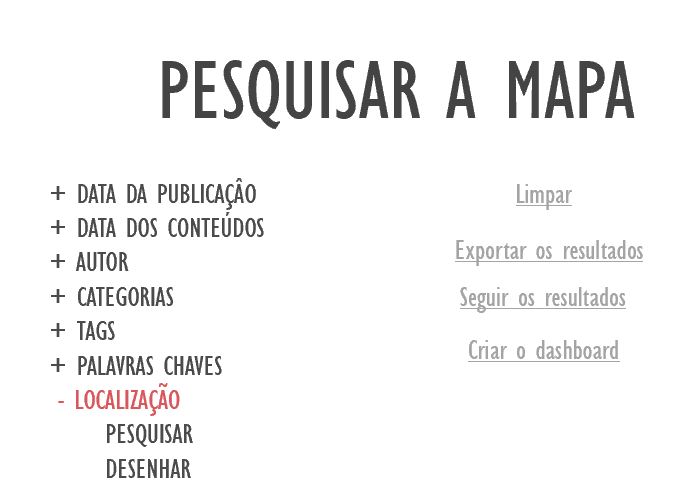 PESQUISAR A MAPA
+ DATA DA PUBLICAÇÂO
+ DATA DOS CONTEÚDOS
+ AUTOR
+ CATEGORIAS
+ TAGS
+ PALAVRAS CHAVES
- LOCALIZAÇÃO
PESQUISAR
DESENHAR
Limpar
Exportar os resultados
Seguir os resultados
Criar o dashboard